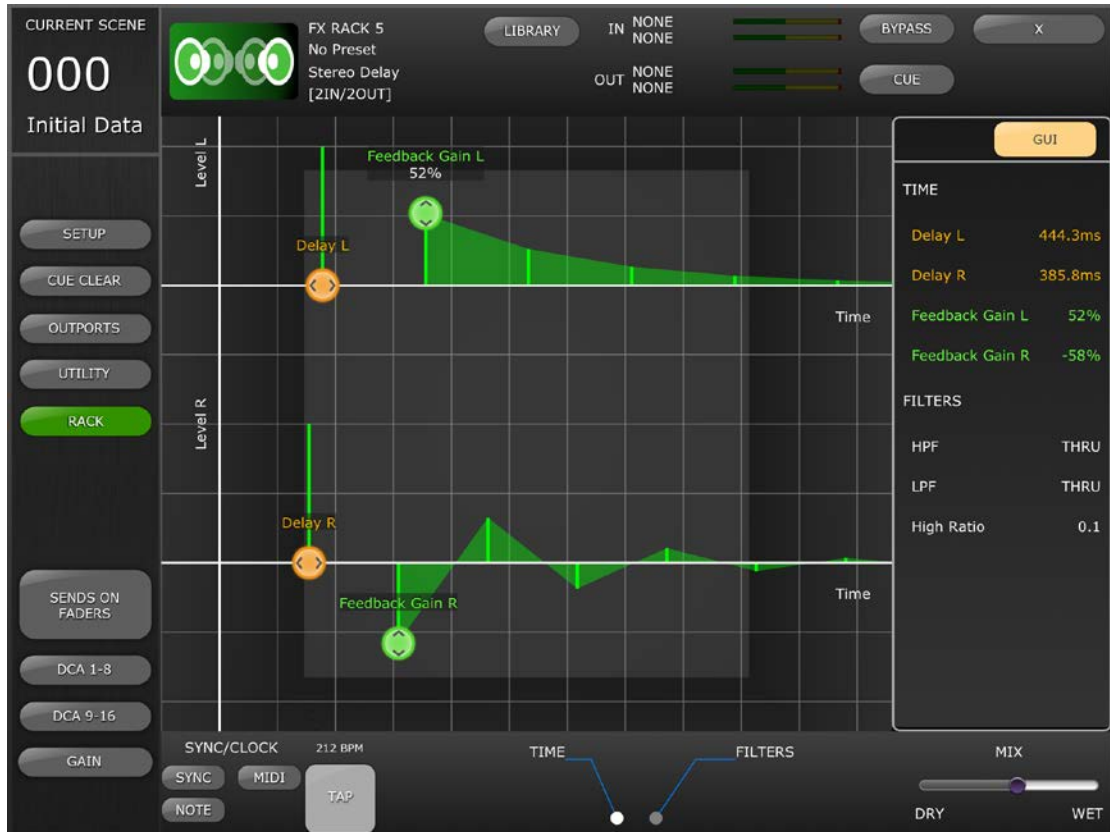 CURRENT SCENE
000
Initial Data
FX RACK 5
No Preset
Stereo Delay
[2IN/2OUT]
LIBRARY
IN NONE
NONE
OUT NONE
NONE
BYPASS
X
CUE
SETUP
CUE CLEAR
OUTPORTS
UTILITY
RACK
SENDS ON
FADERS
DCA 1-8
DCA 9-16
GAIN
Level L
Feedback Gain L
52%
Delay L
Time
Level R
Delay R
Feedback Gain R
Time
GUI
TIME
Delay L 444.3ms
Delay R 385.8ms
Feedback Gain L 52%
Feedback Gain R -58%
FILTERS
HPF THRU
LPF THRU
High Ratio 0.1
SYNC/CLOCK 212 BPM
SYNC MIDI
NOTE
TAP
TIME
FILTERS
MIX
DRY WET